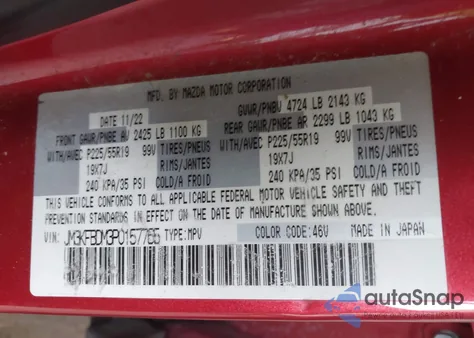 MFD. BY MAZDA MOTOR CORPORATION
DATE 11/22 GVWR/PNBV 4724 LB 2143 KG
FRONT GAWR/PNBE AV 2425 LB 1100 KG REAR GAWR/PNBE AR 2299 LB 1043 KG
WITH/AVEC P225/55R19 99V TIRES/PNEUS WITH/AVEC P225/55R19 99V TIRES/PNEUS
19X7J RIMS/JANTES 19X7J RIMS/JANTES
240 KPA/35 PSI COLD/A FROID 240 KPA/35 PSI COLD/A FROID
THIS VEHICLE CONFORMS TO ALL APPLICABLE FEDERAL MOTOR VEHICLE SAFETY AND THEFT
PREVENTION STANDARDS IN EFFECT ON THE DATE OF MANUFACTURE SHOWN ABOVE.
VIN: JM3KFBDM3P0157765 TYPE: MPV COLOR CODE: 46V MADE IN JAPAN
autoSnap